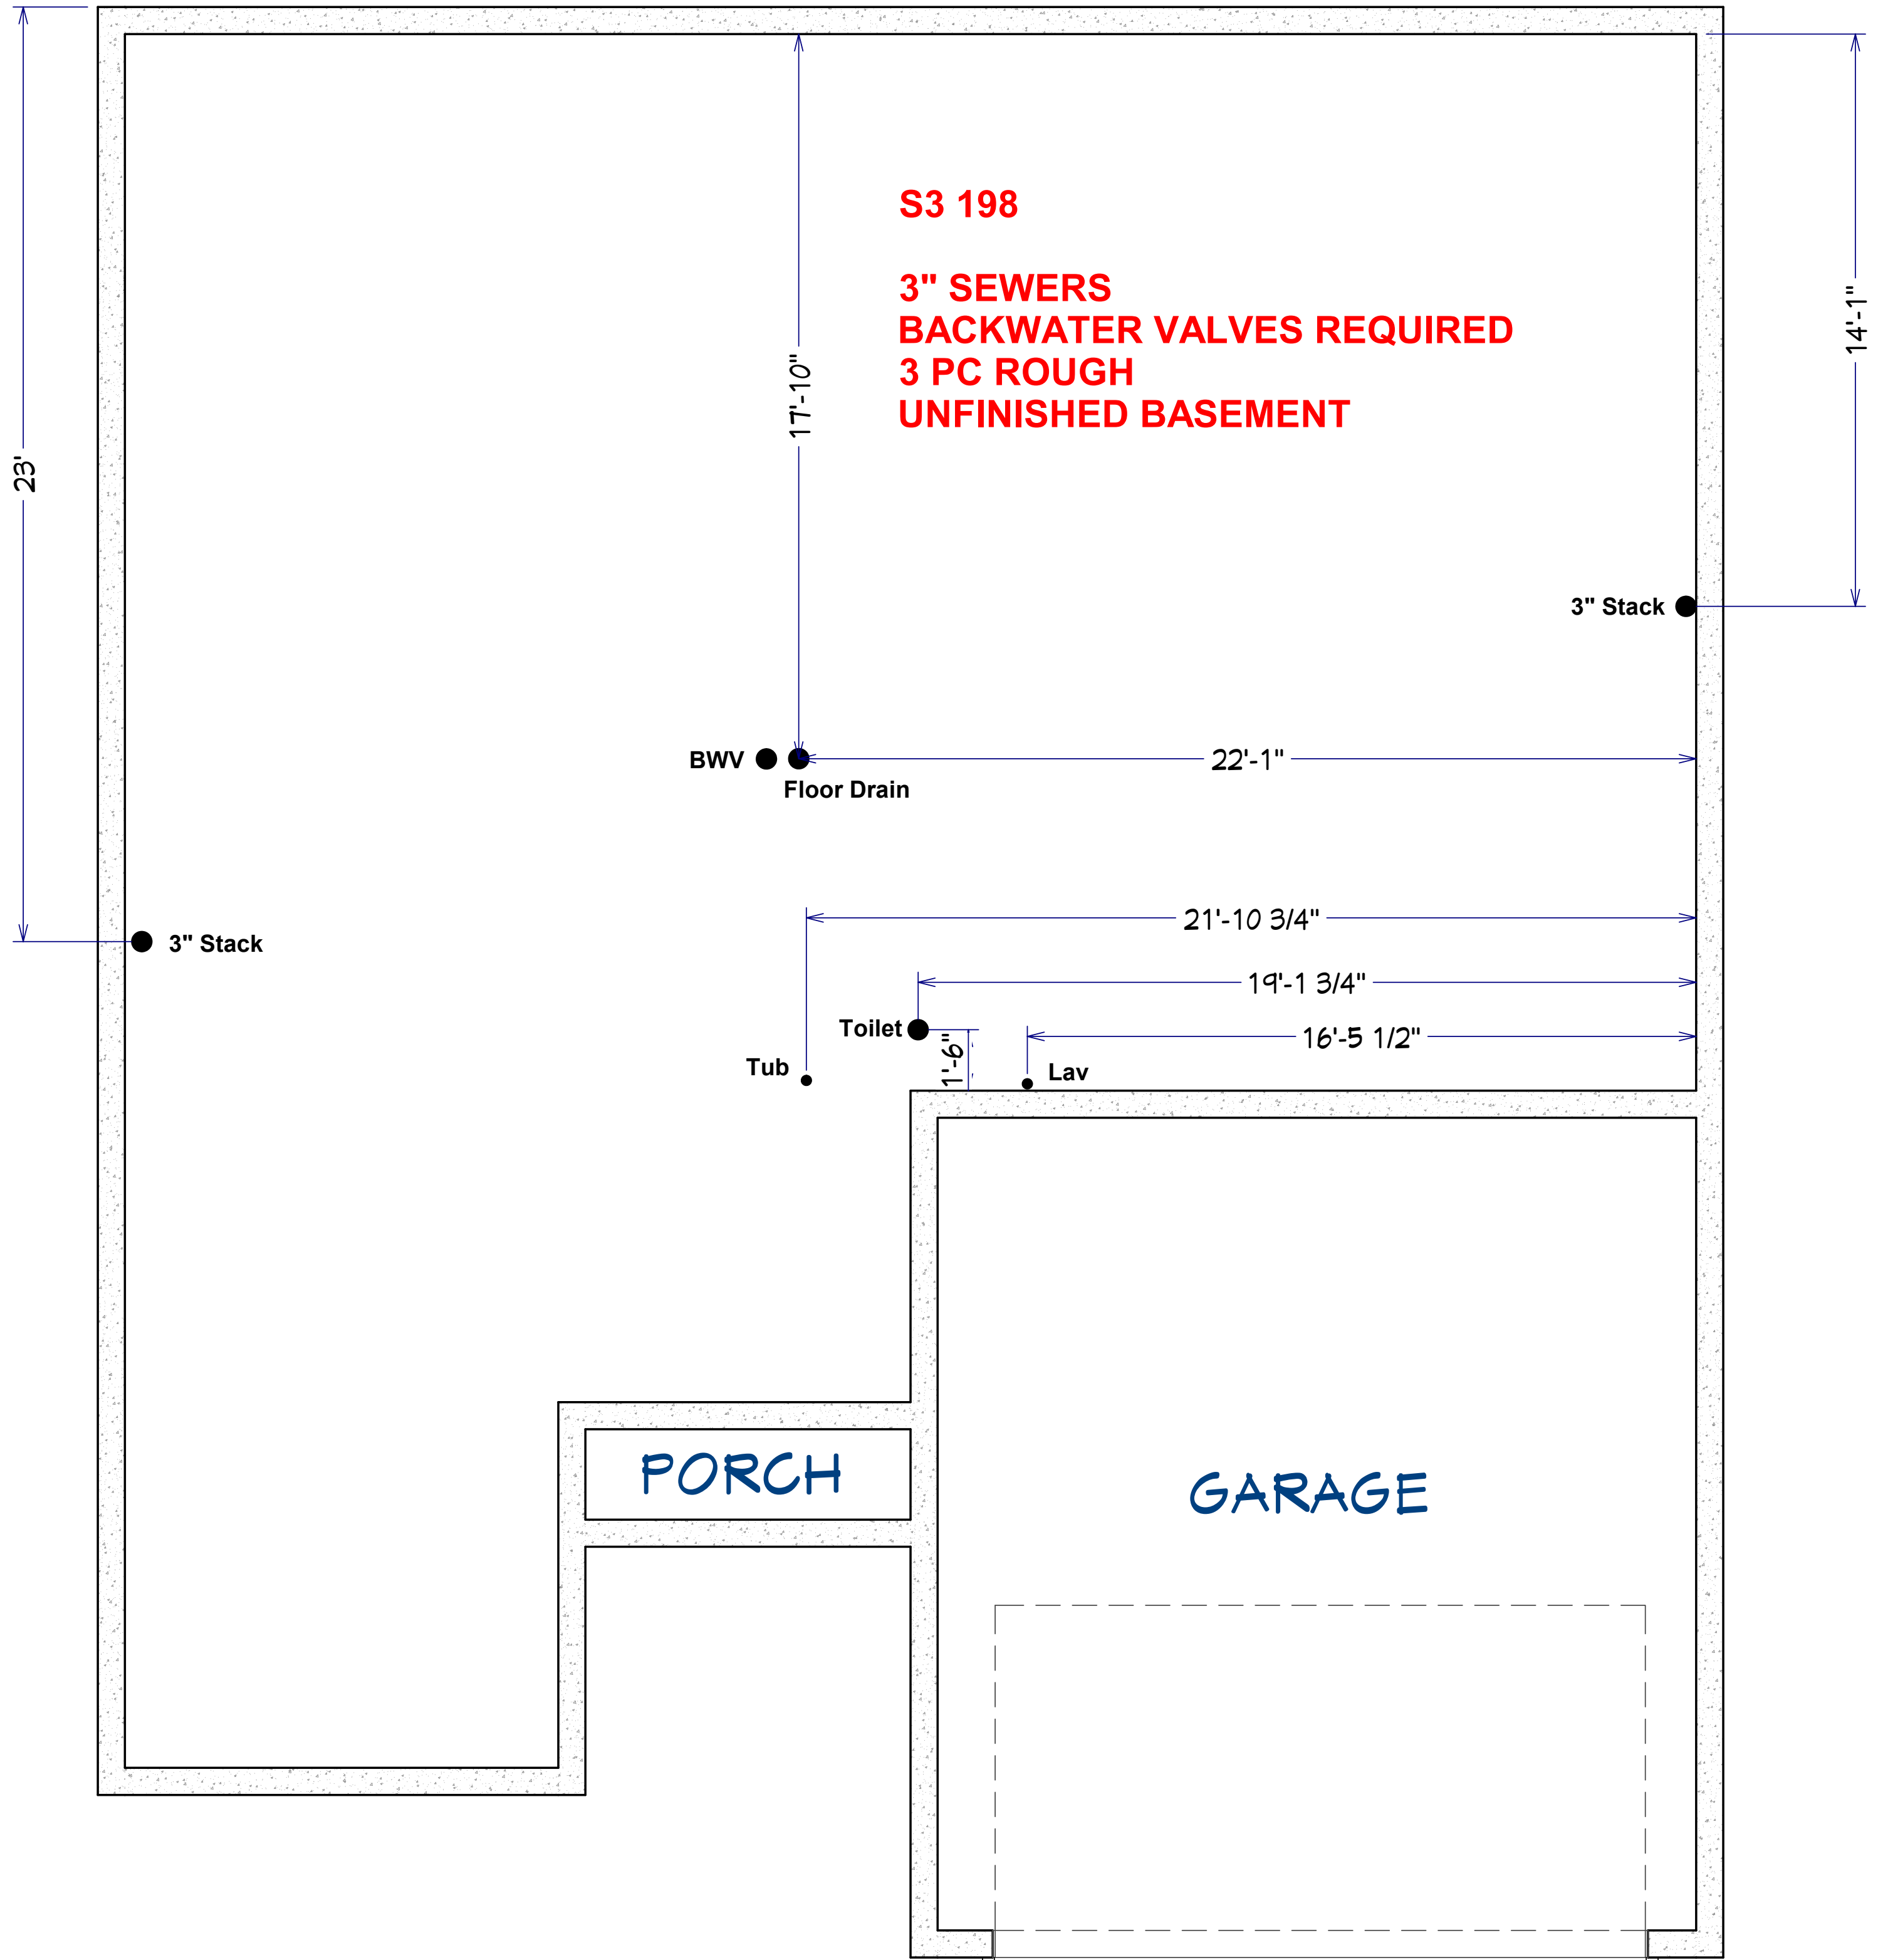 S3 198
3" SEWERS
BACKWATER VALVES REQUIRED
3 PC ROUGH
UNFINISHED BASEMENT
14'-1"
17'-10"
23'
3" Stack
BWV
22'-1"
Floor Drain
21'-10 3/4"
3" Stack
19'-1 3/4"
Toilet
16'-5 1/2"
1'-6"
Tub
Lav
PORCH
GARAGE